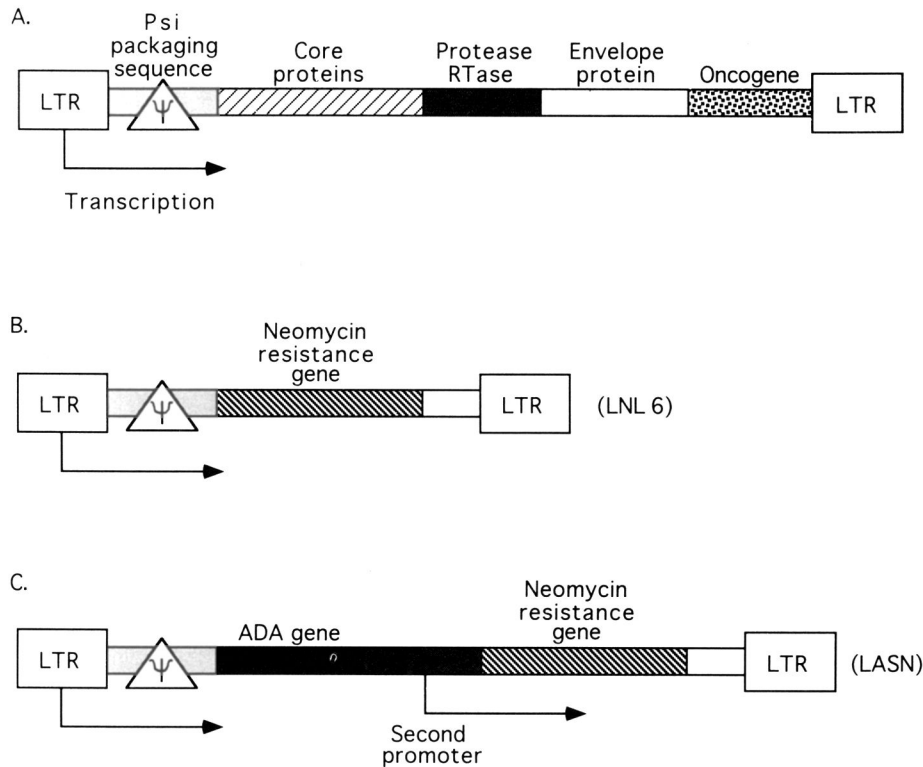 A.
Psi
packaging
sequence
Core
proteins
Protease
RTase
Envelope
protein
Oncogene
LTR
Ψ
LTR
Transcription
B.
Neomycin
resistance
gene
LTR
Ψ
LTR
(LNL 6)
C.
ADA gene
Neomycin
resistance
gene
LTR
Ψ
LTR
(LASN)
Second
promoter